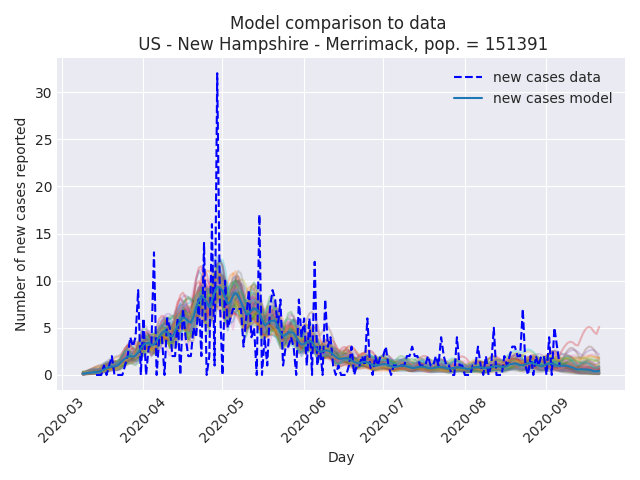 Model comparison to data
US - New Hampshire - Merrimack, pop. = 151391
new cases data
new cases model
Number of new cases reported
30
25
20
15
10
5
0
2020-03
2020-04
2020-05
2020-06
2020-07
2020-08
2020-09
Day